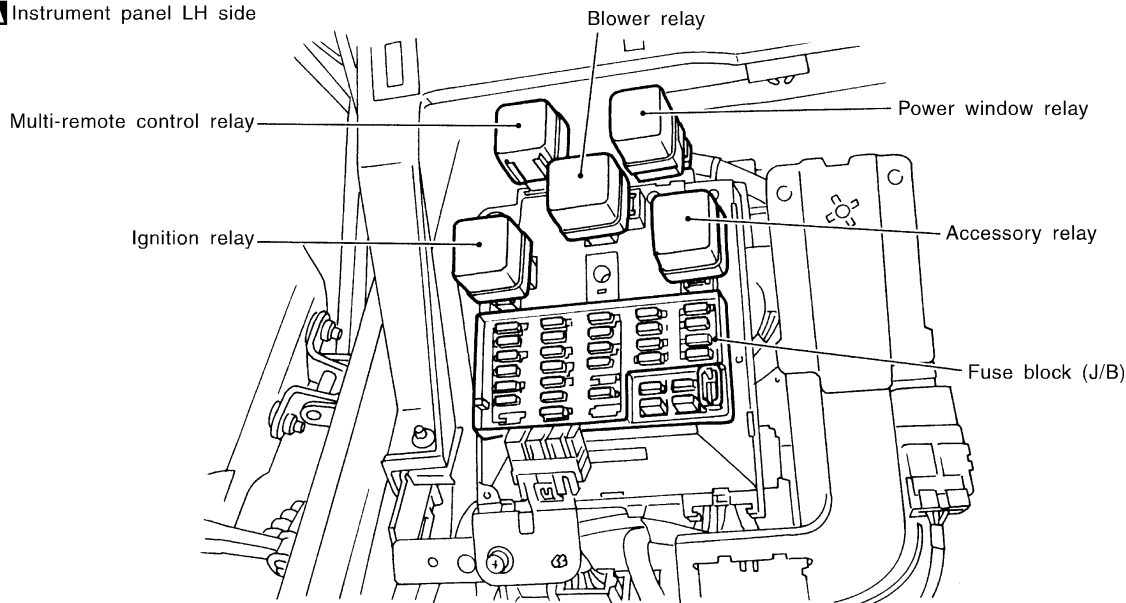 A Instrument panel LH side
Blower relay
Multi-remote control relay
Power window relay
Ignition relay
Accessory relay
Fuse block (J/B)